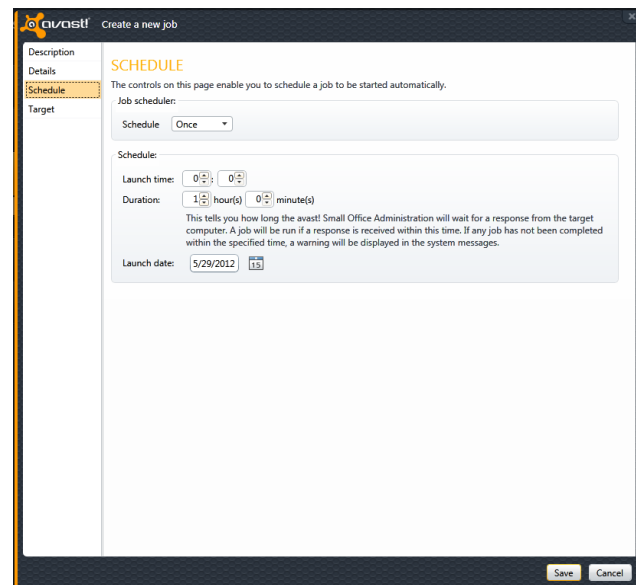 avast! Create a new job
Description
Details
Schedule
Target
SCHEDULE
The controls on this page enable you to schedule a job to be started automatically.
Job scheduler:
Schedule Once
Schedule:
Launch time: 0 : 0
Duration: 1 hour(s) 0 minute(s)
This tells you how long the avast! Small Office Administration will wait for a response from the target
computer. A job will be run if a response is received within this time. If any job has not been completed
within the specified time, a warning will be displayed in the system messages.
Launch date: 5/29/2012 15
Save Cancel